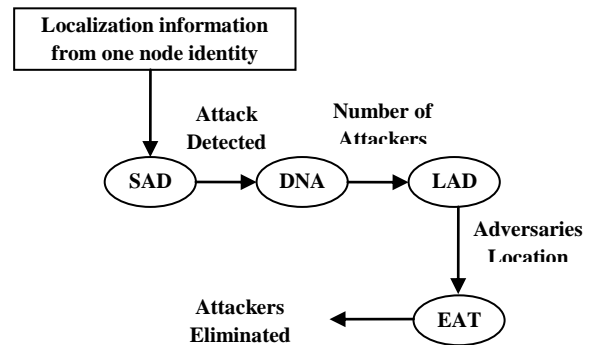 Localization information
from one node identity
Attack
Detected
Number of
Attackers
SAD
DNA
LAD
Adversaries
Location
Attackers
Eliminated
EAT